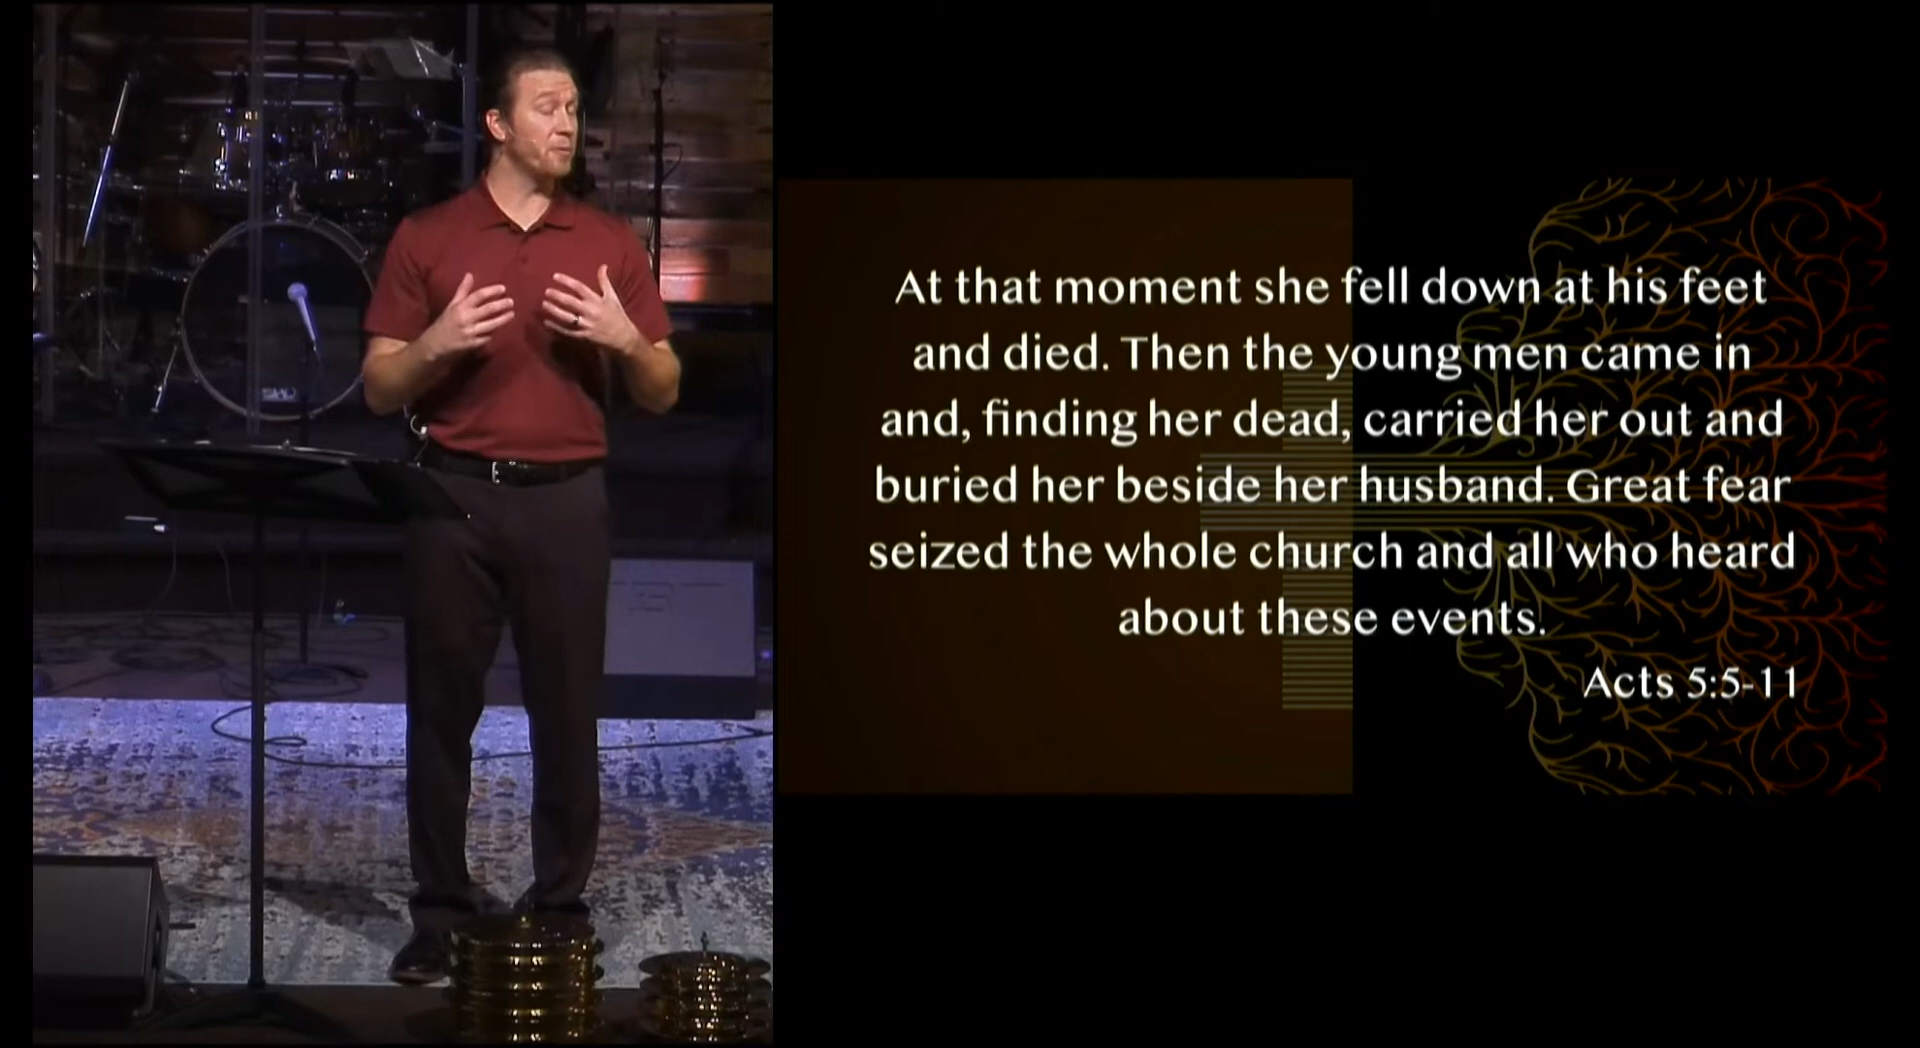 At that moment she fell down at his feet
and died. Then the young men came in
and, finding her dead, carried her out and
buried her beside her husband. Great fear
seized the whole church and all who heard
about these events.
Acts 5:5-11